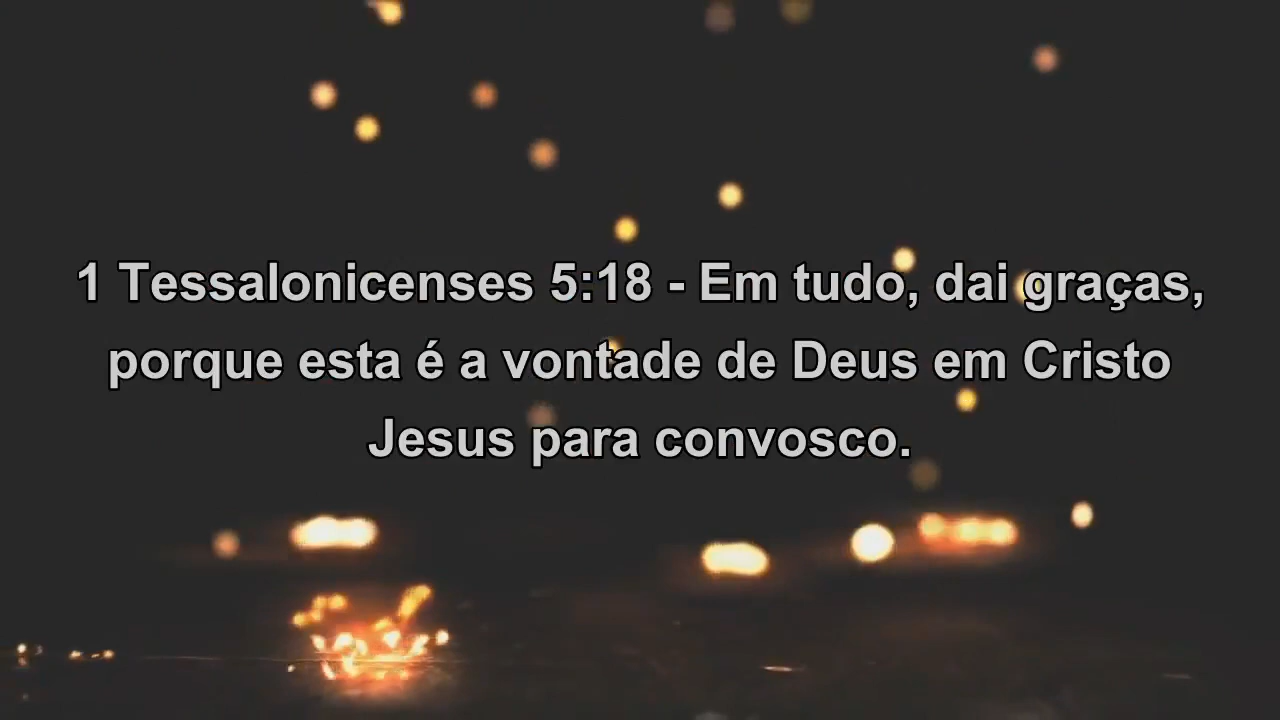 1 Tessalonicenses 5:18 - Em tudo, dai graças,
porque esta é a vontade de Deus em Cristo
Jesus para convosco.